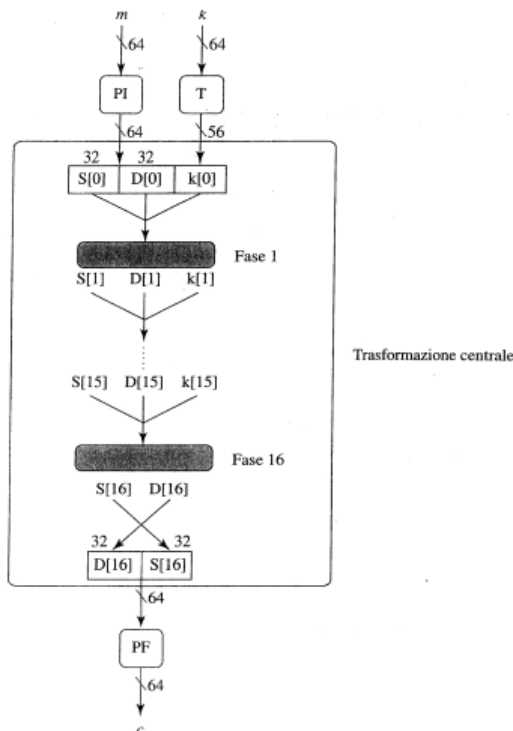 m k
64 64
PI T
64 56
32 32
S[0] D[0] k[0]
Fase 1
S[1] D[1] k[1]
Trasformazione centrale
S[15] D[15] k[15]
Fase 16
S[16] D[16]
32 32
D[16] S[16]
64
PF
64